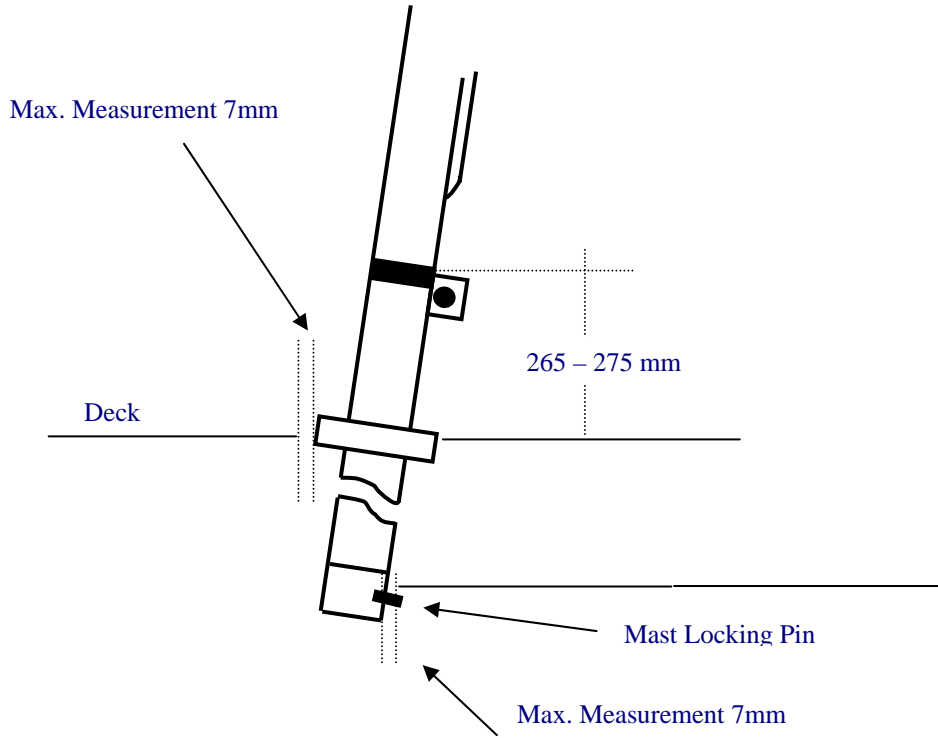 Max. Measurement 7mm
265 – 275 mm
Deck
Mast Locking Pin
Max. Measurement 7mm